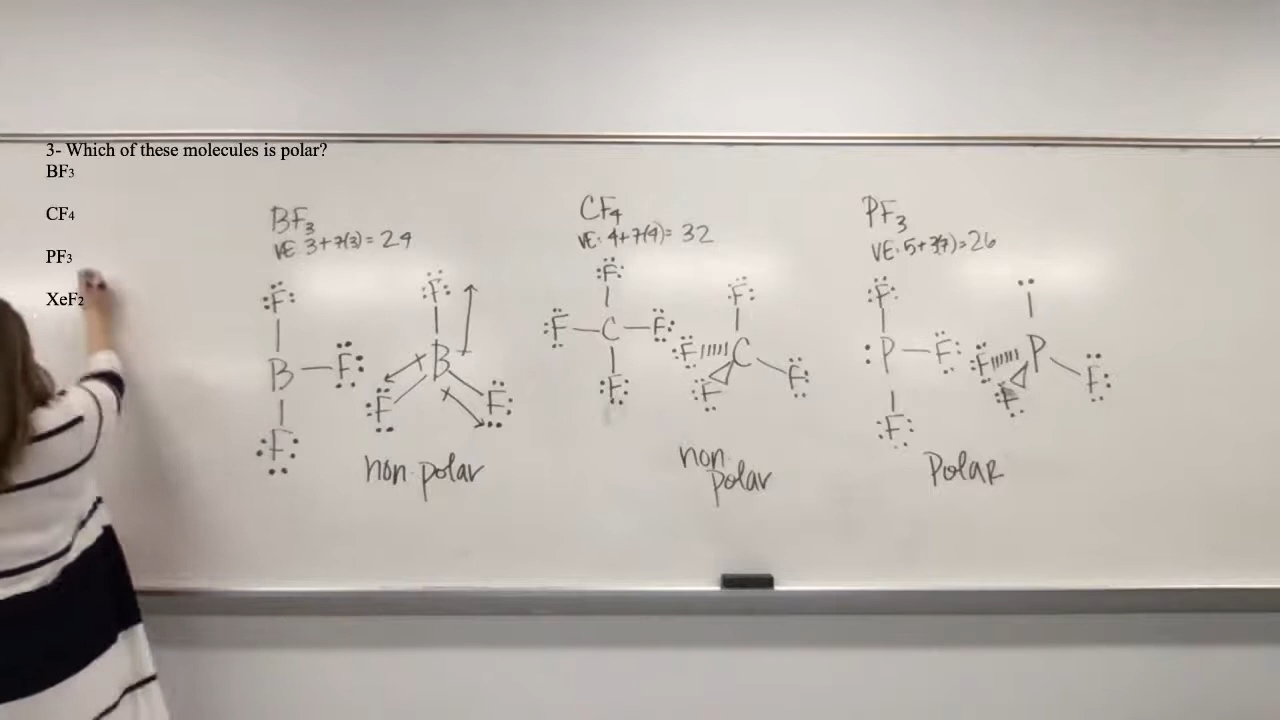 3- Which of these molecules is polar?
BF3
CF4
PF3
XeF2
BF3
VE: 3+7(3)=24
:F:
B—F:
:F:
:F:
B
:F:
F:
non-polar
CF4
VE: 4+7(4)=32
:F:
:F—C—F:
:F:
:F:
:F C
:F: F:
non-
polar
PF3
VE: 5+3(7)=26
:F:
:P—F:
:F:
:F P
:F: F:
Polar